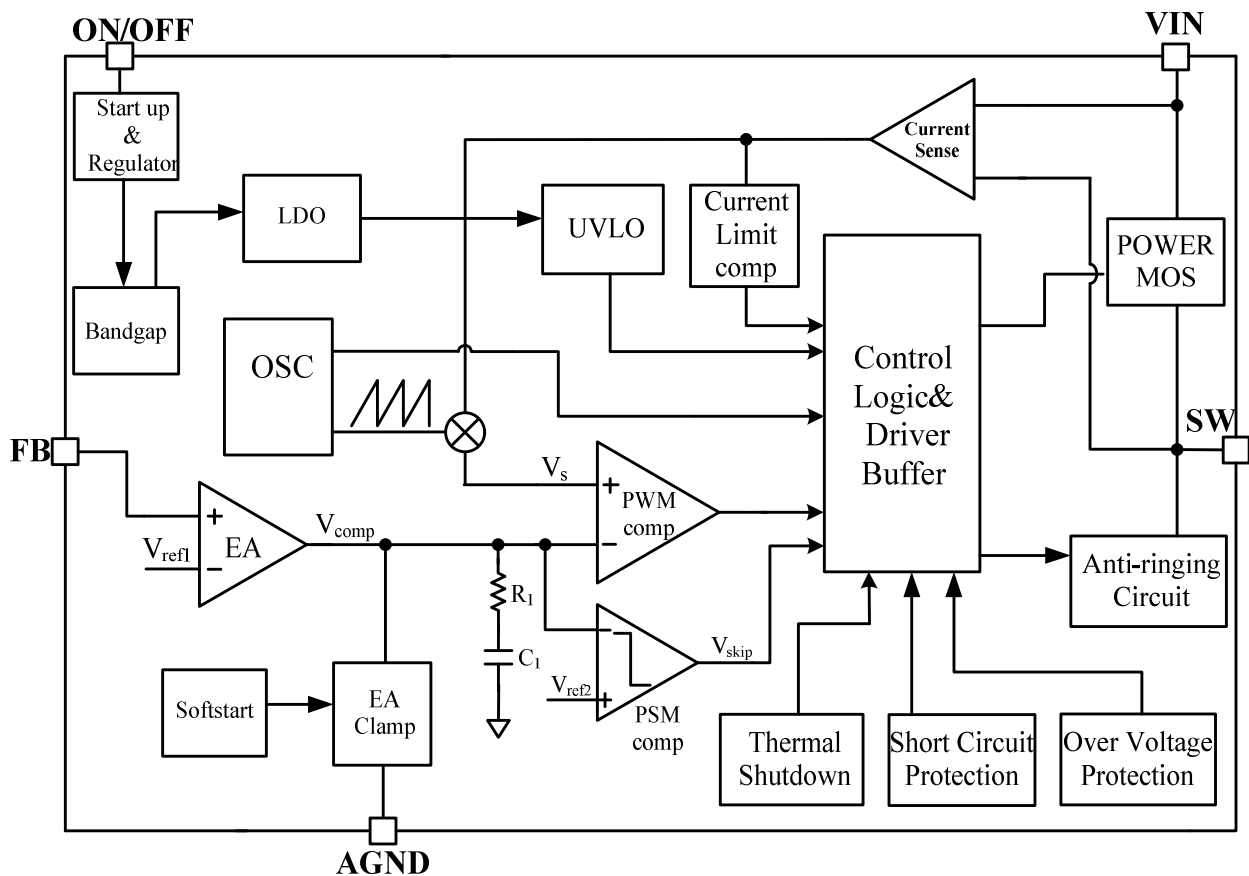 ON/OFF
VIN
Start up
&
Regulator
Current
Sense
LDO
UVLO
Current
Limit
comp
POWER
MOS
Bandgap
OSC
Control
Logic&
Driver
Buffer
SW
FB
Vs
PWM
comp
Vcomp
EA
Vref1
Anti-ringing
Circuit
R1
C1
Vskip
Vref2
PSM
comp
Softstart
EA
Clamp
Thermal
Shutdown
Short Circuit
Protection
Over Voltage
Protection
AGND